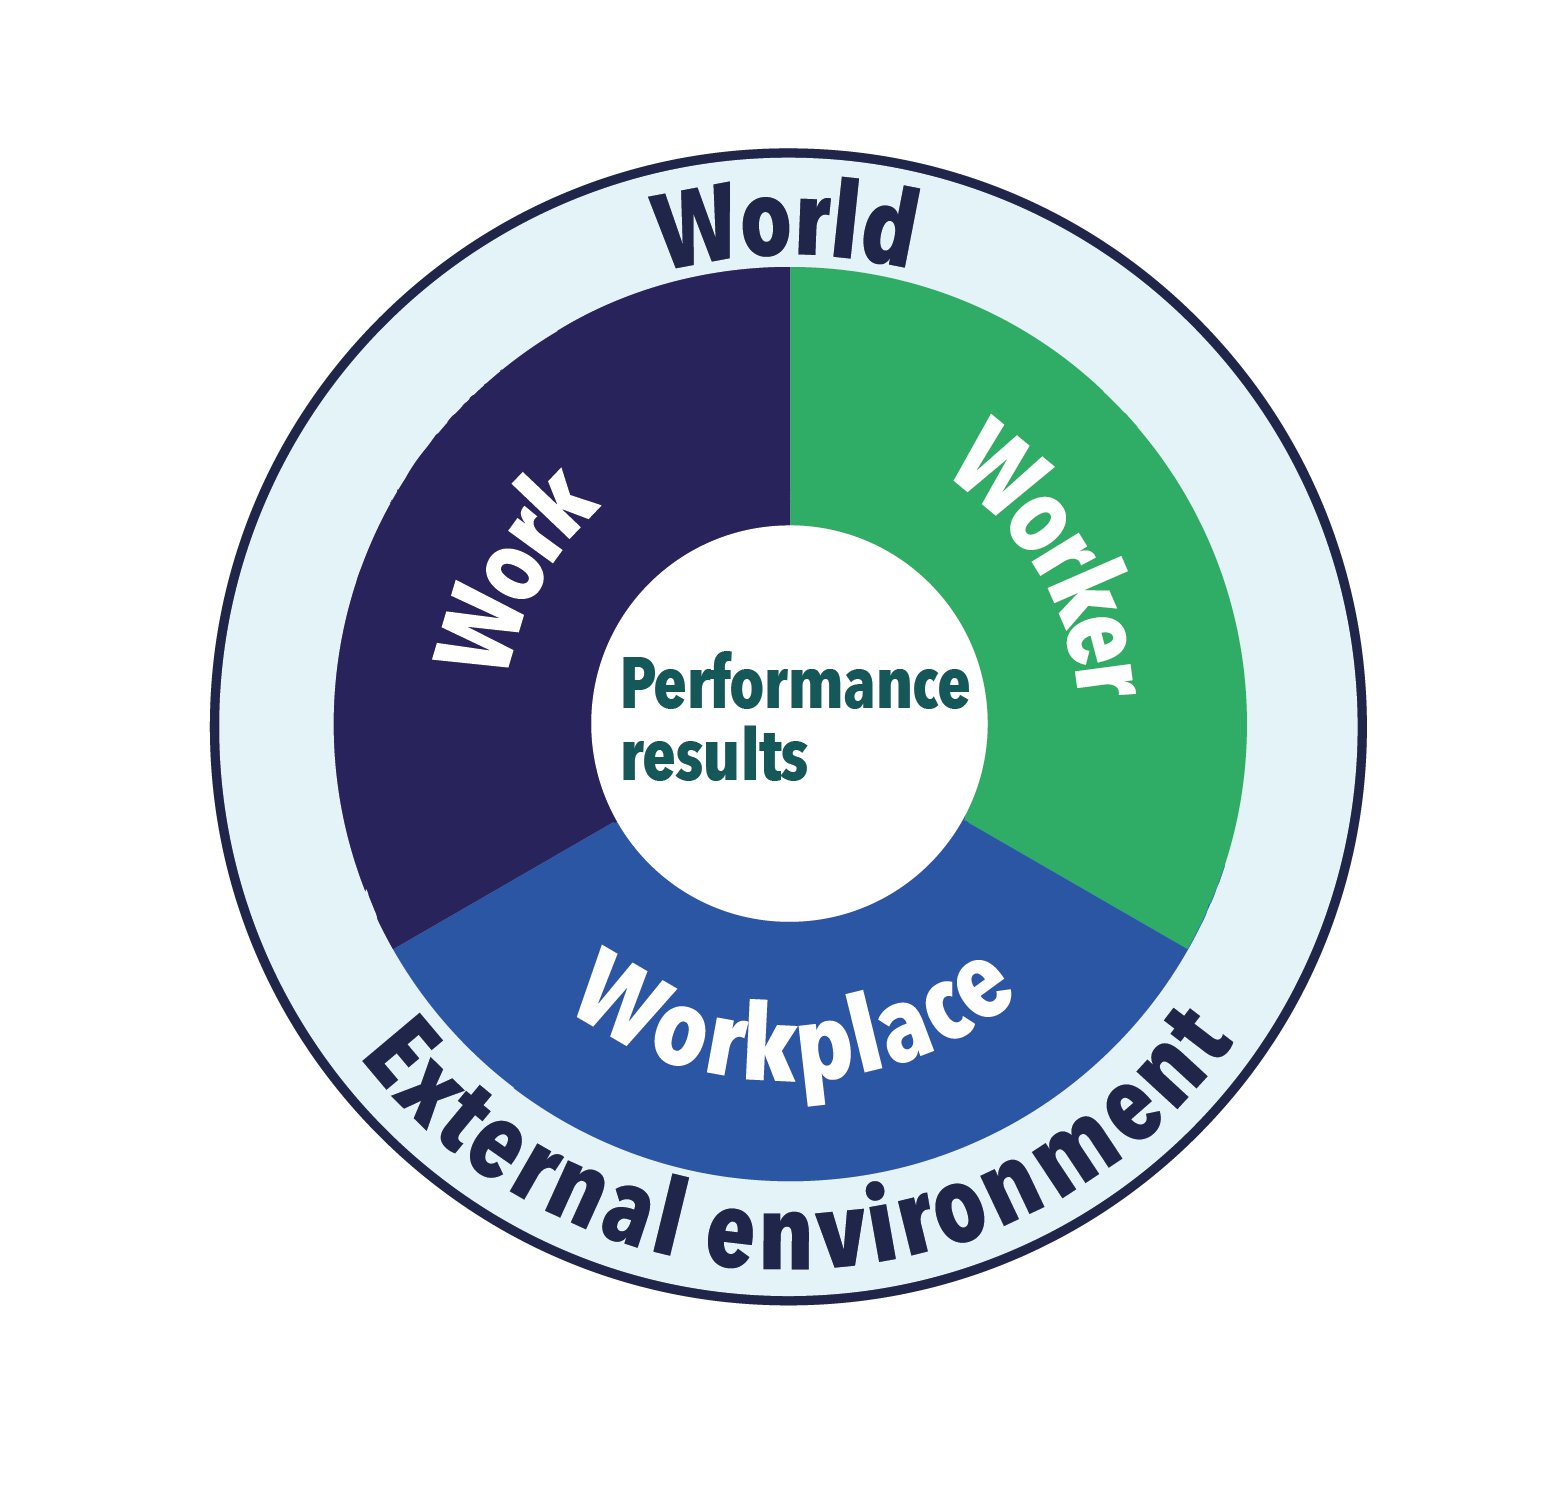 World
Work
Worker
Performance
results
Workplace
External environment